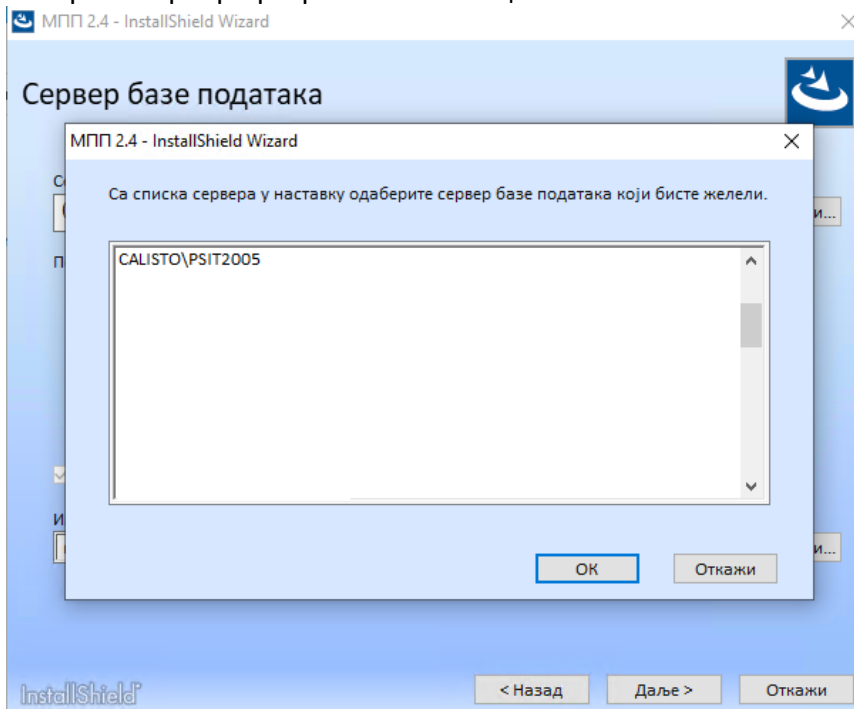 МПП 2.4 - InstallShield Wizard
Сервер базе података
МПП 2.4 - InstallShield Wizard
Са списка сервера у наставку одаберите сервер базе података који бисте желели.
CALISTO\PSIT2005
ОК
Откажи
InstallShield
< Назад
Даље >
Откажи